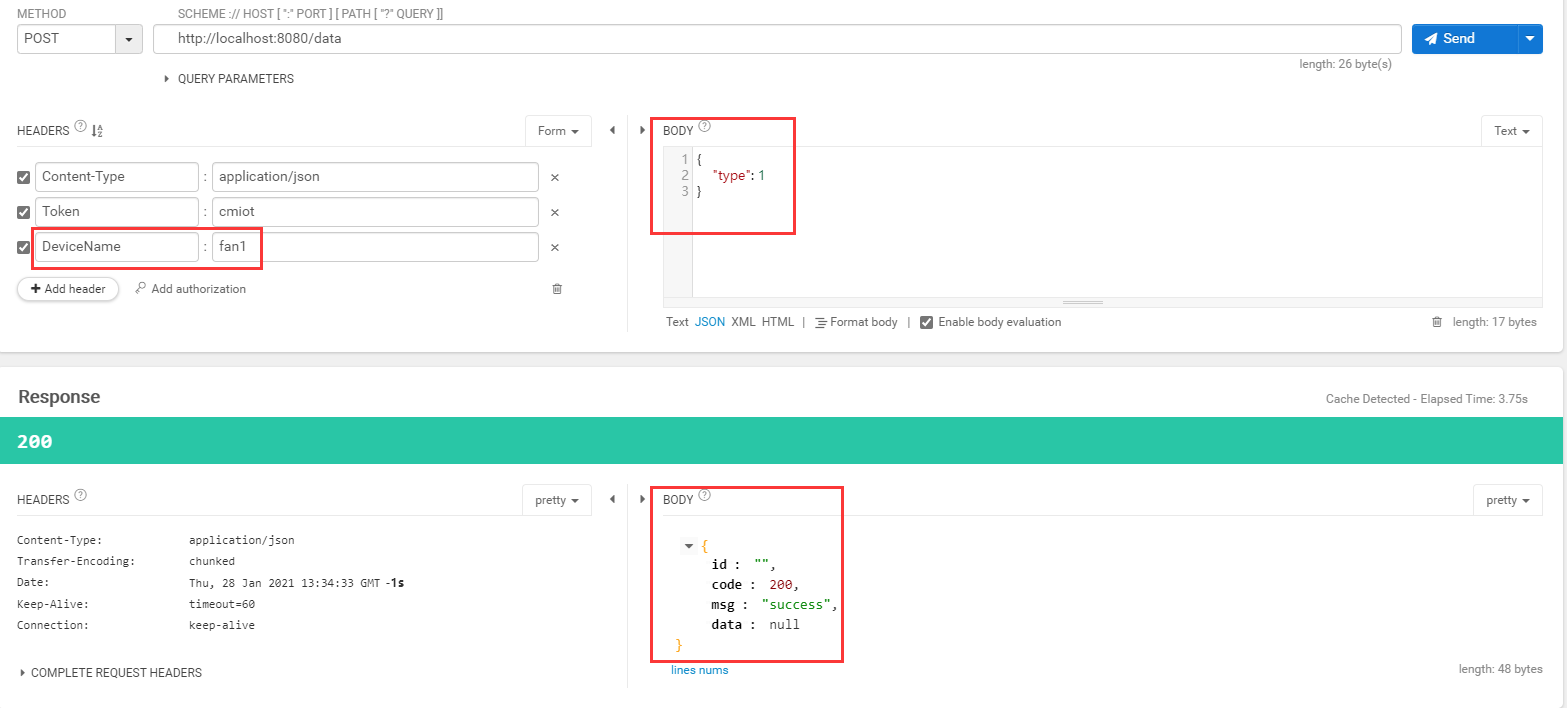 METHOD
SCHEME :// HOST [ ":" PORT ] [ PATH [ "?" QUERY ]]
POST
http://localhost:8080/data
Send
length: 26 byte(s)
QUERY PARAMETERS
HEADERS ? AZ
Form
BODY ?
Text
Content-Type : application/json ×
Token : cmiot ×
DeviceName : fan1 ×
+ Add header
Add authorization
1 {
2 "type": 1
3 }
Text JSON XML HTML | Format body | Enable body evaluation
length: 17 bytes
Response
Cache Detected - Elapsed Time: 3.75s
200
HEADERS ?
pretty
BODY ?
pretty
Content-Type: application/json
Transfer-Encoding: chunked
Date: Thu, 28 Jan 2021 13:34:33 GMT -1s
Keep-Alive: timeout=60
Connection: keep-alive
COMPLETE REQUEST HEADERS
{
id : "",
code : 200,
msg : "success",
data : null
}
lines nums
length: 48 bytes